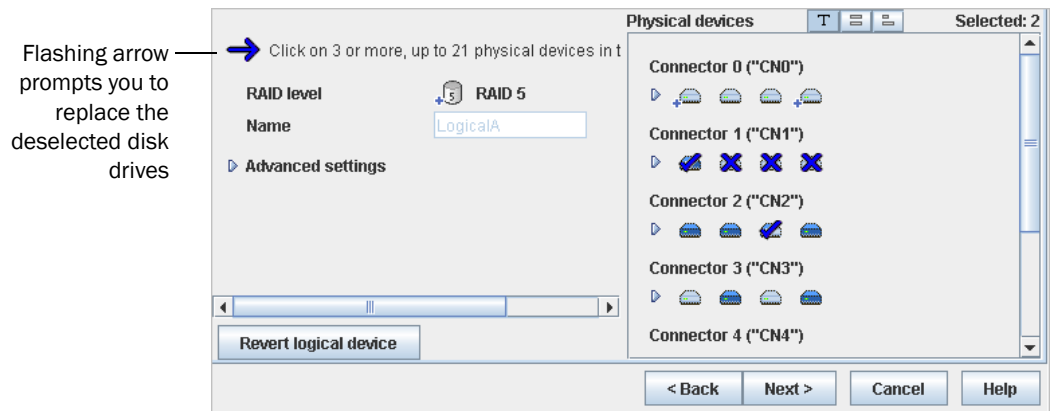 Flashing arrow
prompts you to
replace the
deselected disk
drives
Click on 3 or more, up to 21 physical devices in t
RAID level
5
RAID 5
Name
LogicalA
Advanced settings
Revert logical device
Physical devices
T
Selected: 2
Connector 0 ("CN0")
Connector 1 ("CN1")
Connector 2 ("CN2")
Connector 3 ("CN3")
Connector 4 ("CN4")
< Back
Next >
Cancel
Help